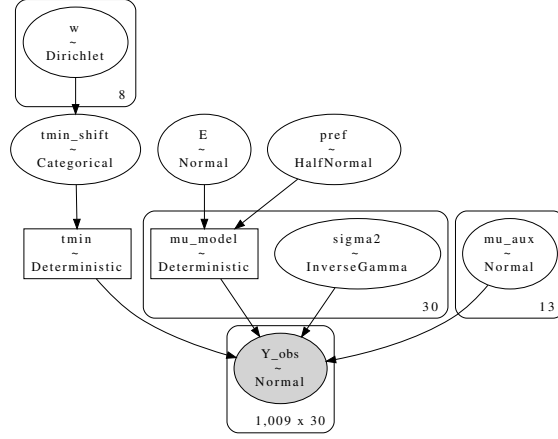 w
~
Dirichlet
8
tmin_shift
~
Categorical
E
~
Normal
pref
~
HalfNormal
tmin
~
Deterministic
mu_model
~
Deterministic
sigma2
~
InverseGamma
30
mu_aux
~
Normal
13
Y_obs
~
Normal
1,009 x 30